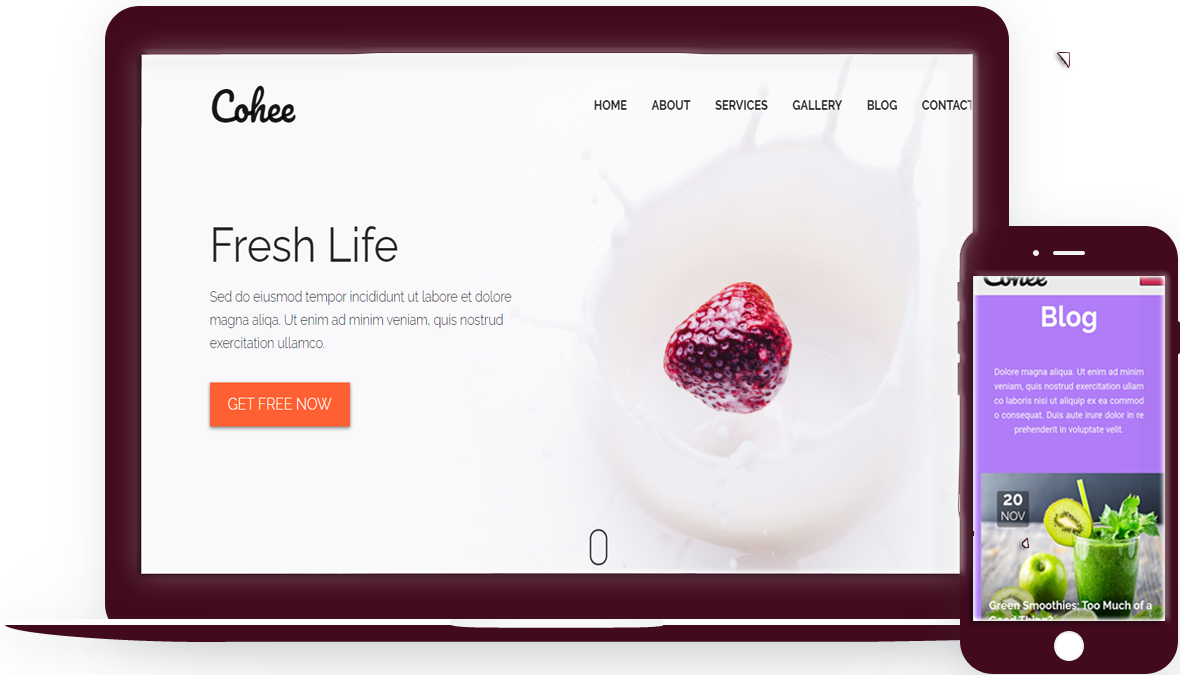 Cohee
HOME ABOUT SERVICES GALLERY BLOG CONTACT
Fresh Life
Sed do eiusmod tempor incididunt ut labore et dolore
magna aliqa. Ut enim ad minim veniam, quis nostrud
exercitation ullamco.
GET FREE NOW
Cohee
Blog
Dolore magna aliqua. Ut enim ad minim
veniam, quis nostrud exercitation ullam
co laboris nisi ut aliquip ex ea commod
o consequat. Duis aute irure dolor in re
prehenderit in voluptate velit.
20
NOV
Green Smoothies: Too Much of a
Good Thing?